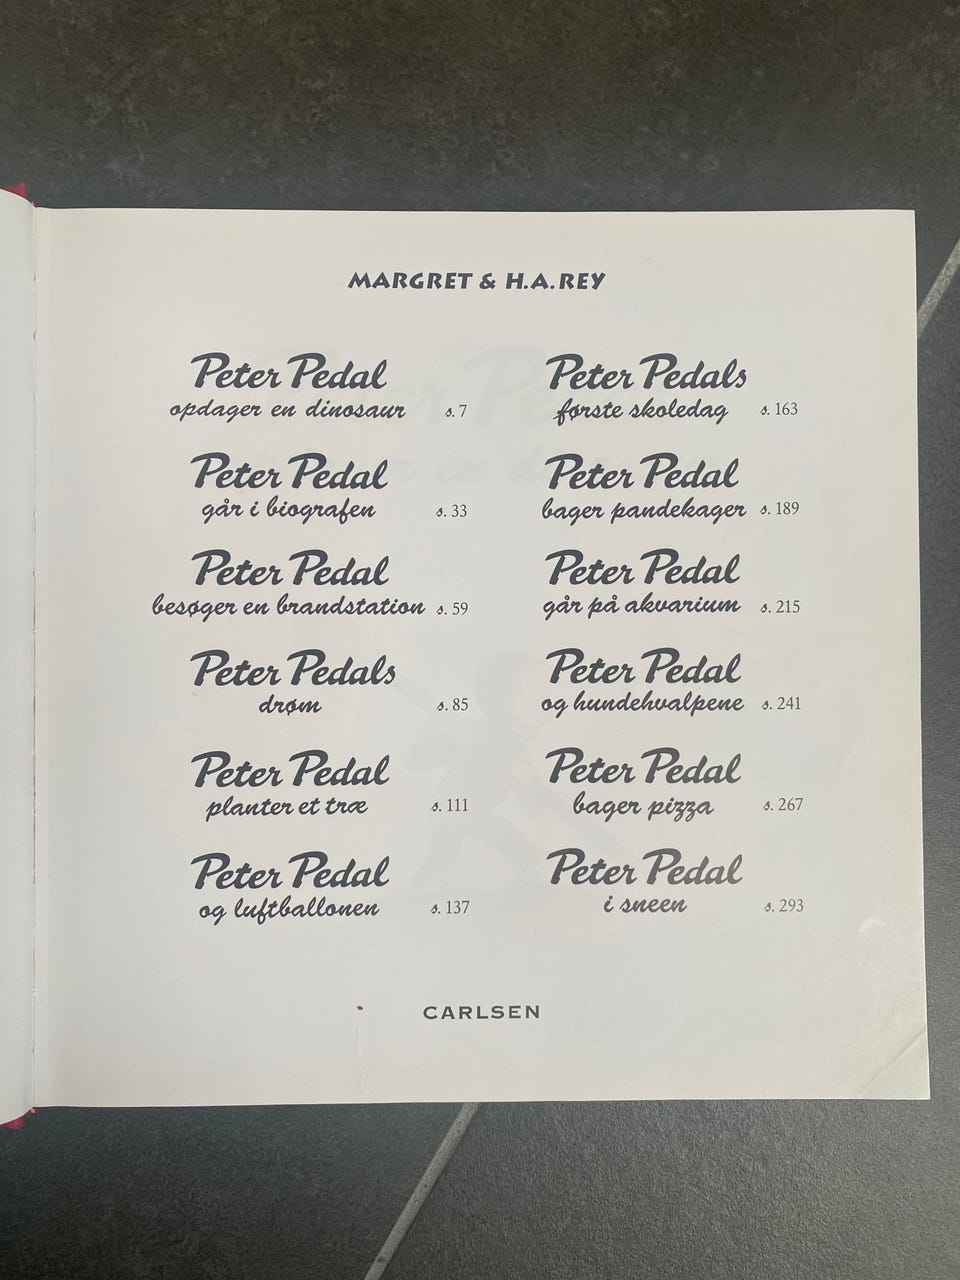 MARGRET & H.A. REY
Peter Pedal
opdager en dinosaur s. 7
Peter Pedal
går i biografen s. 33
Peter Pedal
besøger en brandstation s. 59
Peter Pedals
drøm s. 85
Peter Pedal
planter et træ s. 111
Peter Pedal
og luftballonen s. 137
Peter Pedals
første skoledag s. 163
Peter Pedal
bager pandekager s. 189
Peter Pedal
går på akvarium s. 215
Peter Pedal
og hundehvalpene s. 241
Peter Pedal
bager pizza s. 267
Peter Pedal
i sneen s. 293
CARLSEN